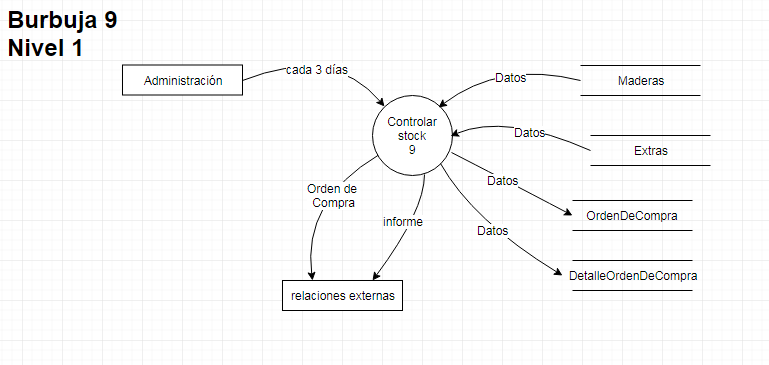 Burbuja 9
Nivel 1
Administración
cada 3 días
Datos
Maderas
Controlar
stock
9
Datos
Extras
Orden de
Compra
Datos
OrdenDeCompra
informe
Datos
DetalleOrdenDeCompra
relaciones externas